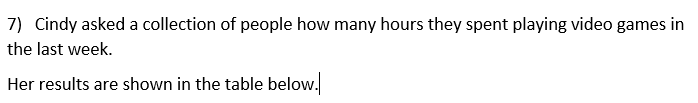 7) Cindy asked a collection of people how many hours they spent playing video games in
the last week.
Her results are shown in the table below.